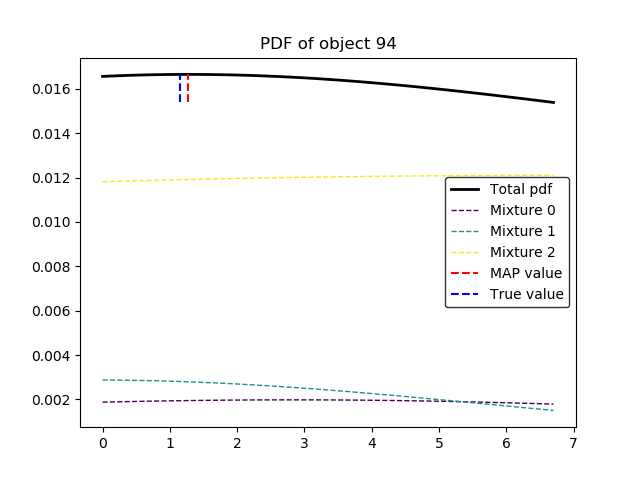 PDF of object 94
0.016
0.014
0.012
0.010
0.008
0.006
0.004
0.002
Total pdf
Mixture 0
Mixture 1
Mixture 2
MAP value
True value
0 1 2 3 4 5 6 7